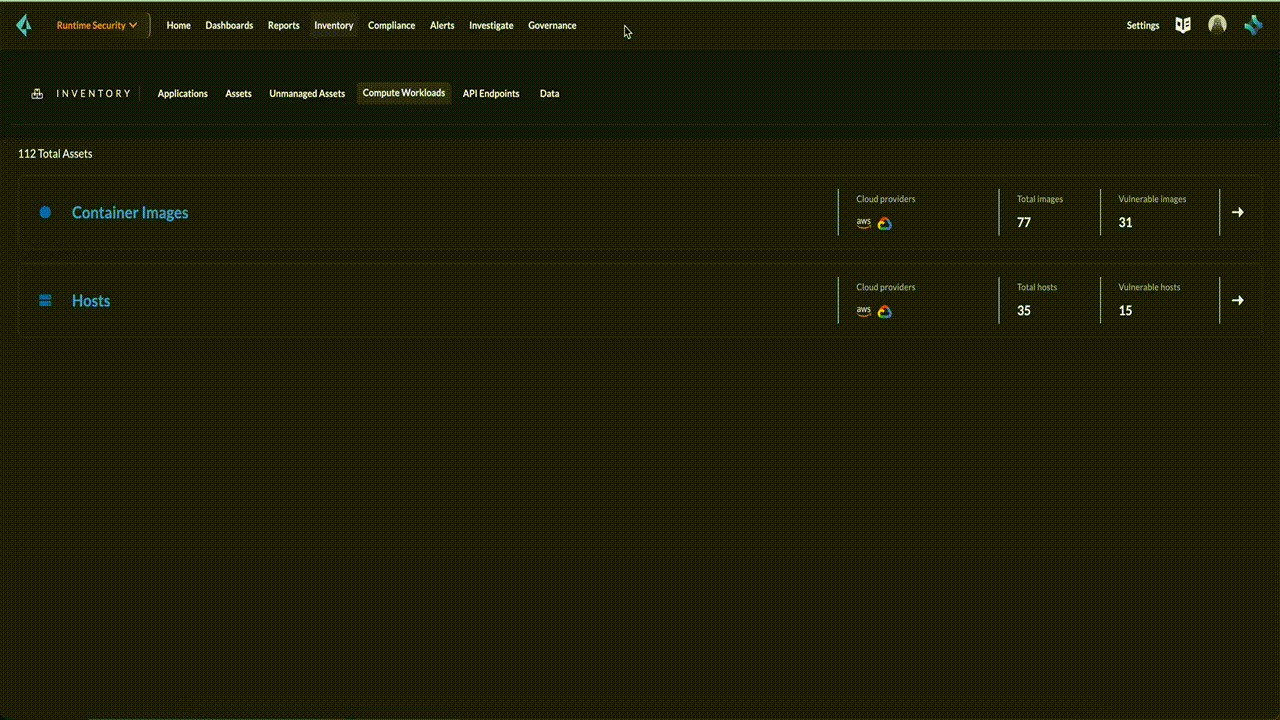 Runtime Security Home Dashboards Reports Inventory Compliance Alerts Investigate Governance Settings
INVENTORY Applications Assets Unmanaged Assets Compute Workloads API Endpoints Data
112 Total Assets
Container Images
Cloud providers Total images Vulnerable images
aws 77 31
Hosts
Cloud providers Total hosts Vulnerable hosts
aws 35 15